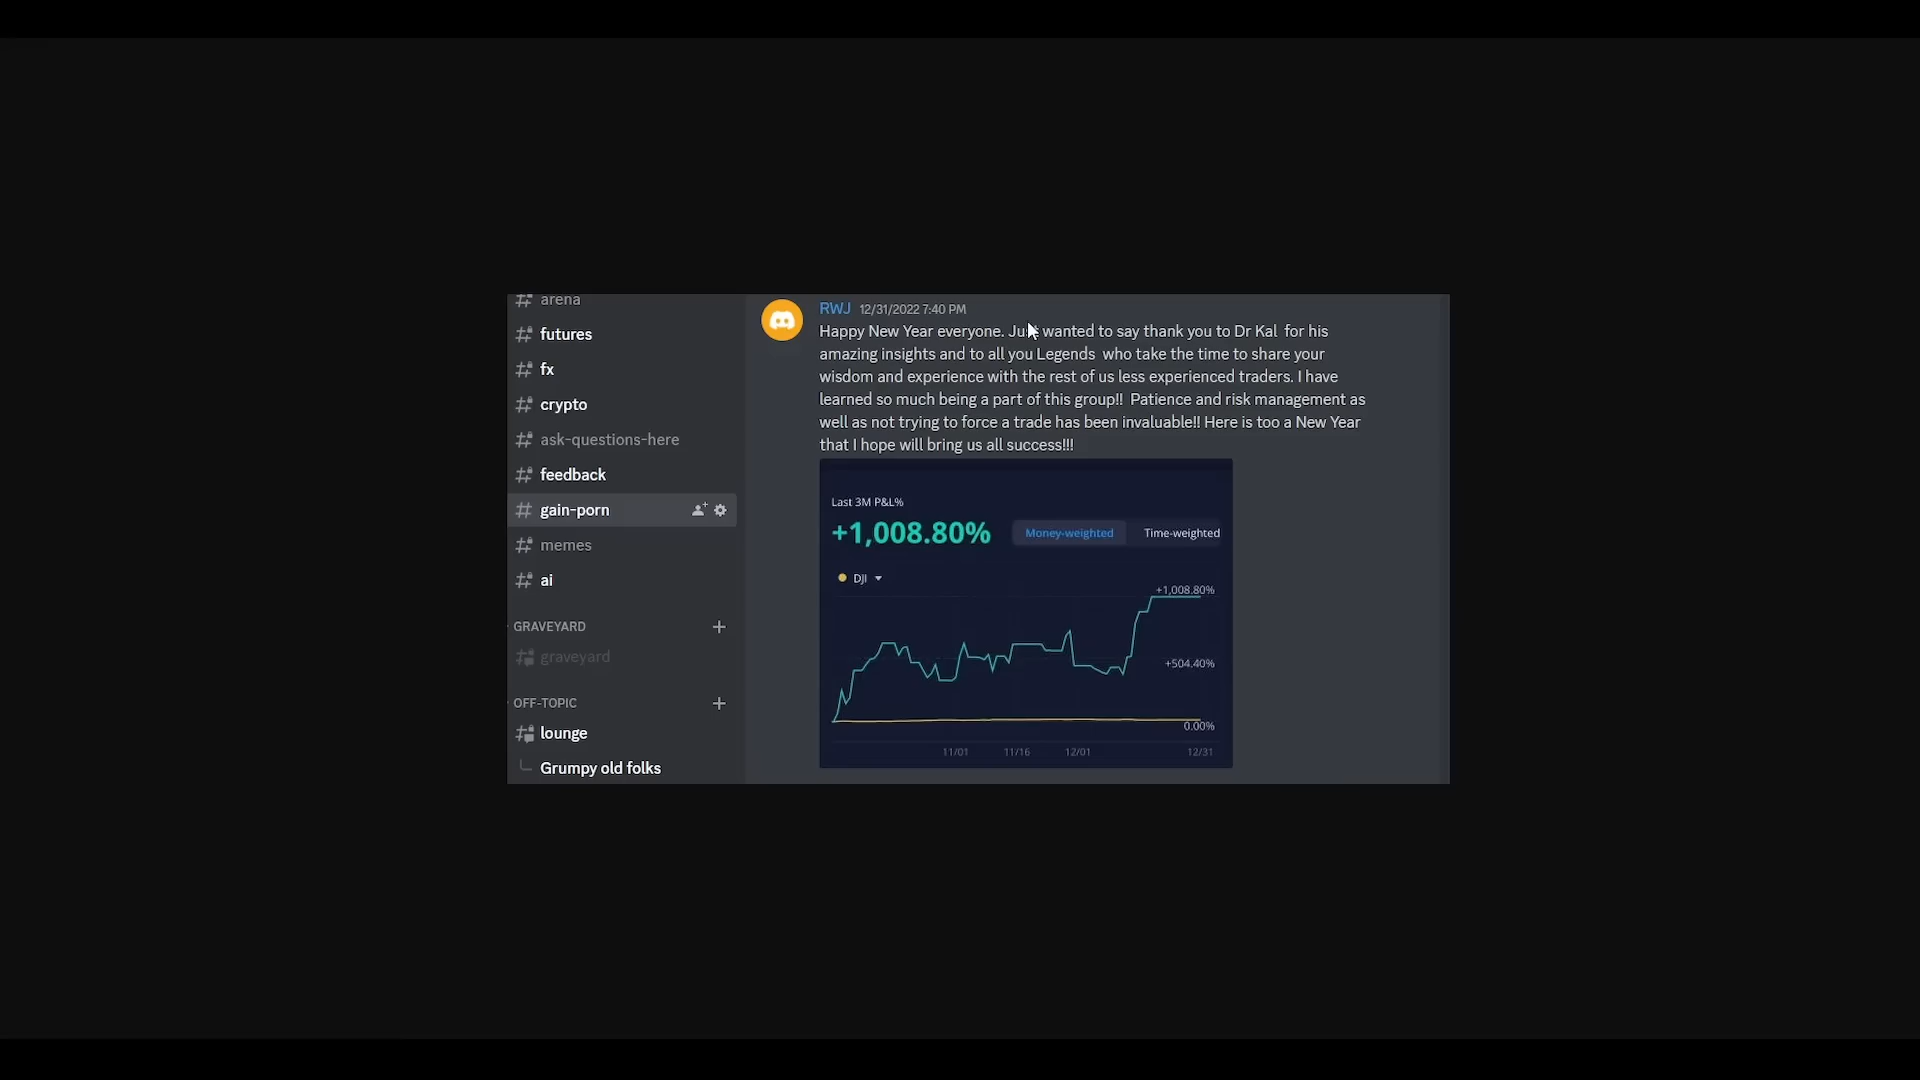 arena
futures
fx
crypto
ask-questions-here
feedback
gain-porn
memes
ai
GRAVEYARD
graveyard
OFF-TOPIC
lounge
Grumpy old folks
RWJ 12/31/2022 7:40 PM
Happy New Year everyone. Just wanted to say thank you to Dr Kal for his
amazing insights and to all you Legends who take the time to share your
wisdom and experience with the rest of us less experienced traders. I have
learned so much being a part of this group!! Patience and risk management as
well as not trying to force a trade has been invaluable!! Here is too a New Year
that I hope will bring us all success!!!
Last 3M P&L%
+1,008.80% Money-weighted Time-weighted
DJI
+1,008.80%
+504.40%
0.00%
11/01 11/16 12/01 12/31